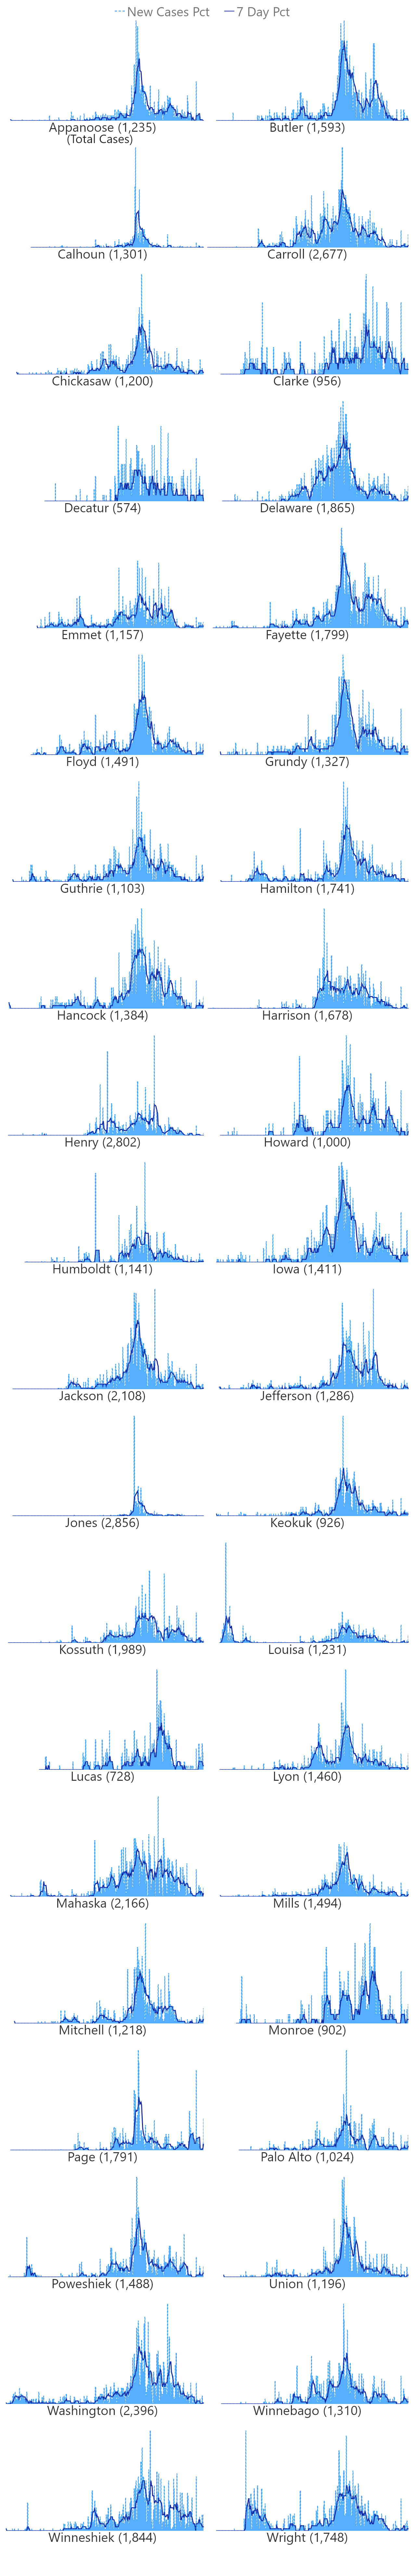 New Cases Pct 7 Day Pct
Appanoose (1,235) Butler (1,593)
(Total Cases)
Calhoun (1,301) Carroll (2,677)
Chickasaw (1,200) Clarke (956)
Decatur (574) Delaware (1,865)
Emmet (1,157) Fayette (1,799)
Floyd (1,491) Grundy (1,327)
Guthrie (1,103) Hamilton (1,741)
Hancock (1,384) Harrison (1,678)
Henry (2,802) Howard (1,000)
Humboldt (1,141) Iowa (1,411)
Jackson (2,108) Jefferson (1,286)
Jones (2,856) Keokuk (926)
Kossuth (1,989) Louisa (1,231)
Lucas (728) Lyon (1,460)
Mahaska (2,166) Mills (1,494)
Mitchell (1,218) Monroe (902)
Page (1,791) Palo Alto (1,024)
Poweshiek (1,488) Union (1,196)
Washington (2,396) Winnebago (1,310)
Winneshiek (1,844) Wright (1,748)